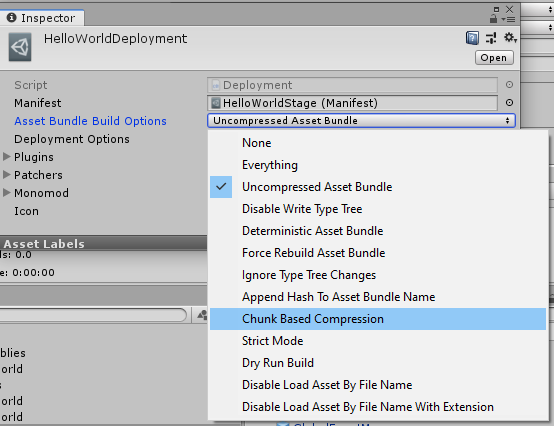 Inspector
HelloWorldDeployment
Open
Script Deployment
Manifest HelloWorldStage (Manifest)
Asset Bundle Build Options Uncompressed Asset Bundle
Deployment Options
Plugins
Patchers
Monomod
Icon
None
Everything
Uncompressed Asset Bundle
Disable Write Type Tree
Deterministic Asset Bundle
Force Rebuild Asset Bundle
Ignore Type Tree Changes
Append Hash To Asset Bundle Name
Chunk Based Compression
Strict Mode
Dry Run Build
Disable Load Asset By File Name
Disable Load Asset By File Name With Extension
Asset Labels
s: 0.0
e: 0:00:00
blies
orld
s
orld
orld